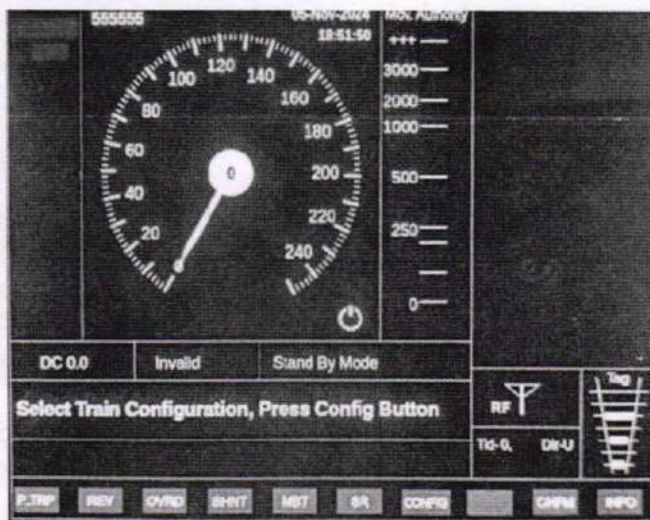 555555
05-Nov-2024
18:51:50
Mov. Authority
+++
3000
2000
1000
500
250
0
0
20
40
60
80
100
120
140
160
180
200
220
240
0
DC 0.0
Invalid
Stand By Mode
Select Train Configuration, Press Config Button
RF
Tag
Tid-0, Dir-U
P_TRP REV OVRD SHNT MBT SR CONFIG INFO